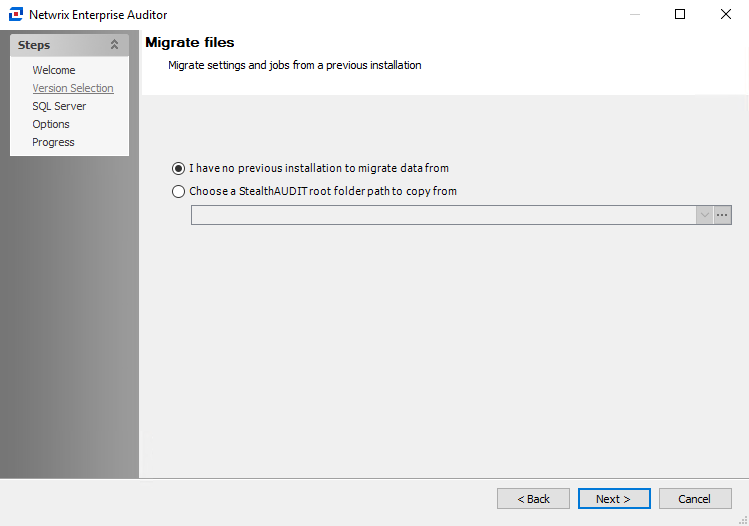 Netwrix Enterprise Auditor
Steps
Welcome
Version Selection
SQL Server
Options
Progress
Migrate files
Migrate settings and jobs from a previous installation
I have no previous installation to migrate data from
Choose a StealthAUDIT root folder path to copy from
...
< Back
Next >
Cancel